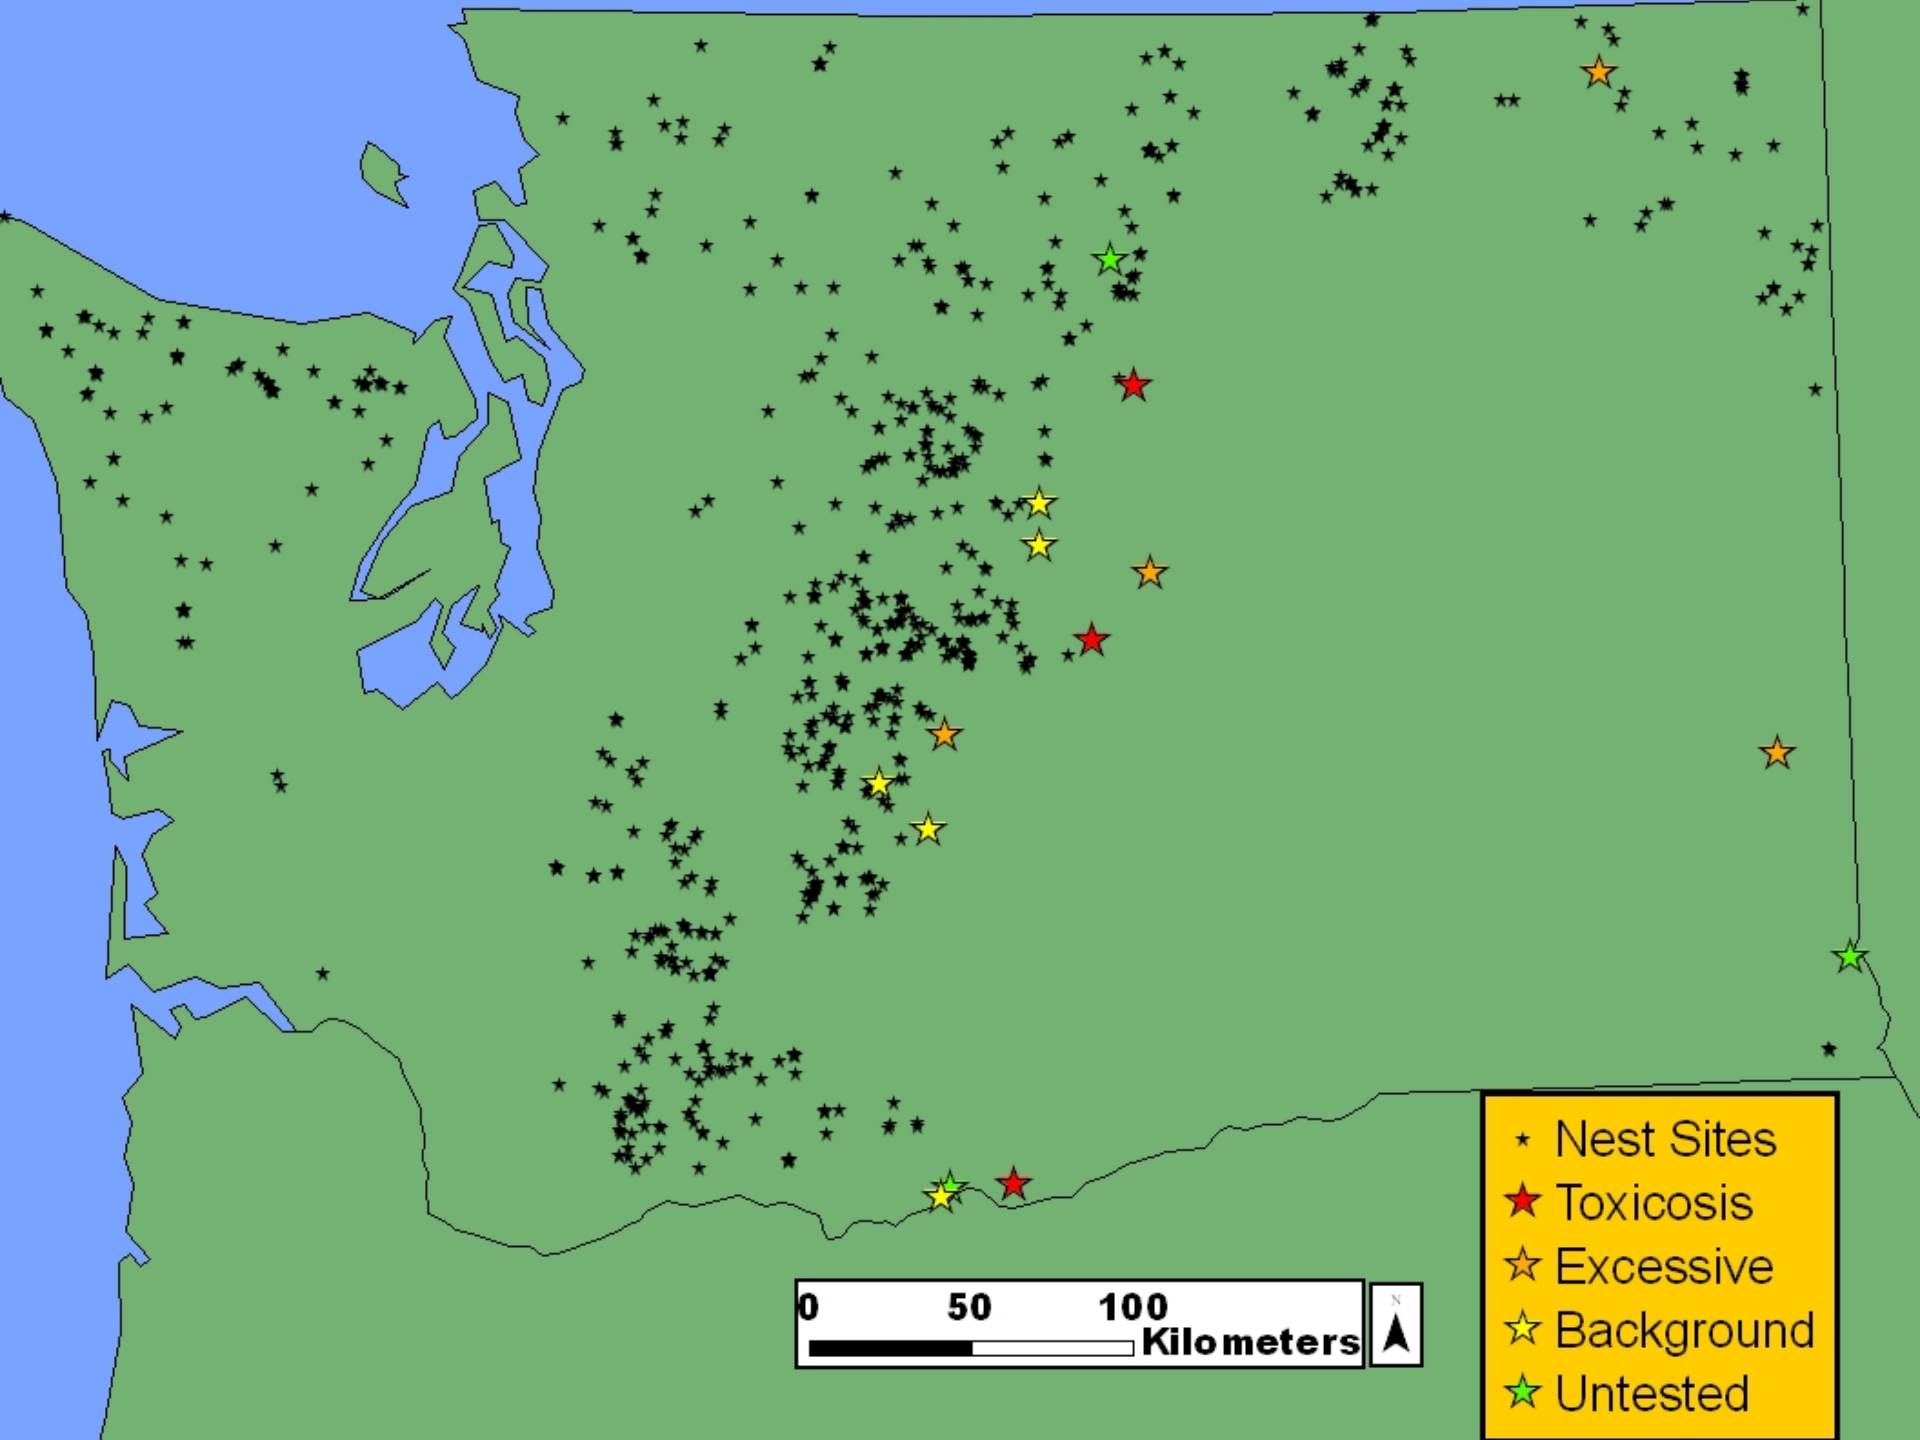 Nest Sites
Toxicosis
Excessive
Background
Untested
0 50 100
Kilometers
N